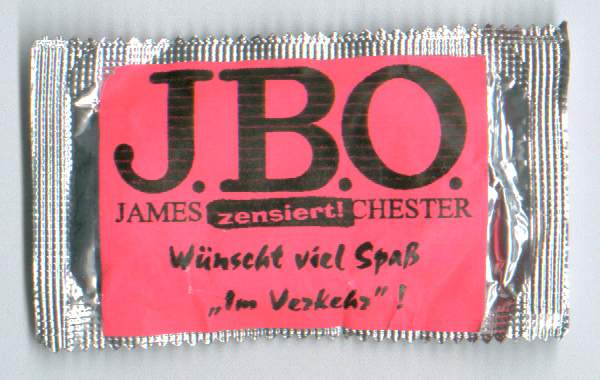 J.B.O.
JAMES zensiert! CHESTER
Wünscht viel Spaß
„Im Verkehr" !